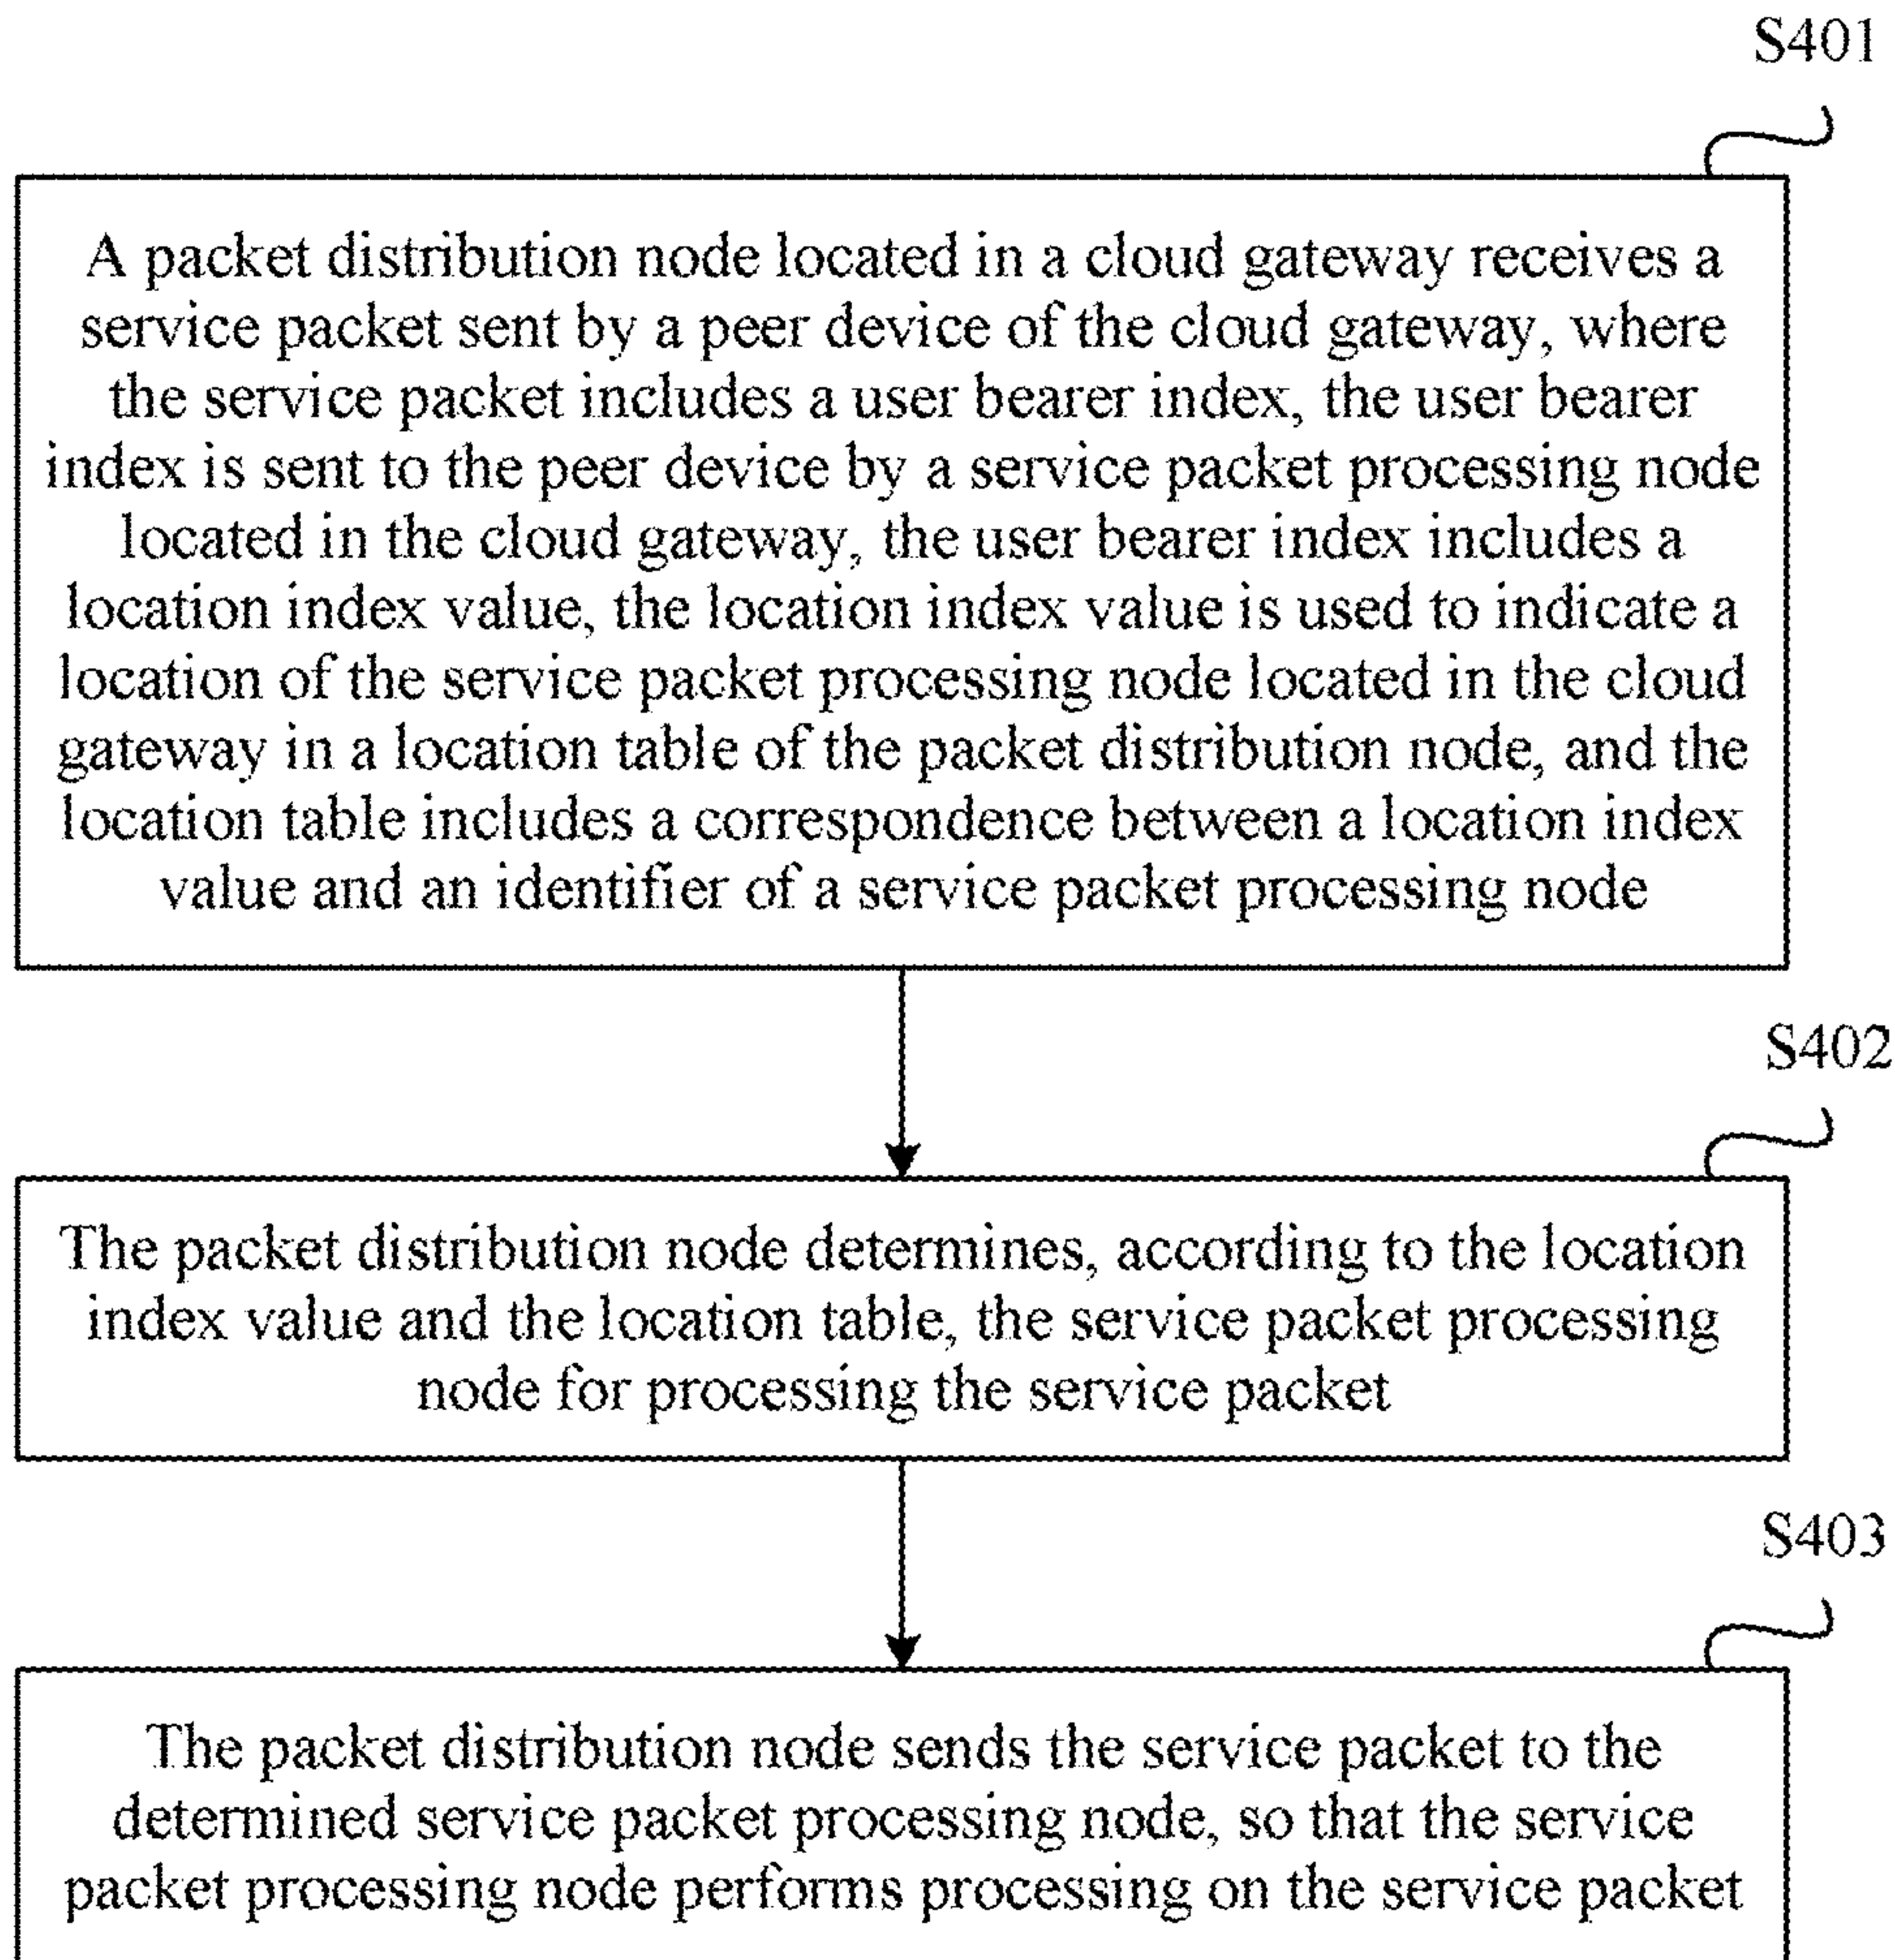 S401
A packet distribution node located in a cloud gateway receives a
service packet sent by a peer device of the cloud gateway, where
the service packet includes a user bearer index, the user bearer
index is sent to the peer device by a service packet processing node
located in the cloud gateway, the user bearer index includes a
location index value, the location index value is used to indicate a
location of the service packet processing node located in the cloud
gateway in a location table of the packet distribution node, and the
location table includes a correspondence between a location index
value and an identifier of a service packet processing node
S402
The packet distribution node determines, according to the location
index value and the location table, the service packet processing
node for processing the service packet
S403
The packet distribution node sends the service packet to the
determined service packet processing node, so that the service
packet processing node performs processing on the service packet